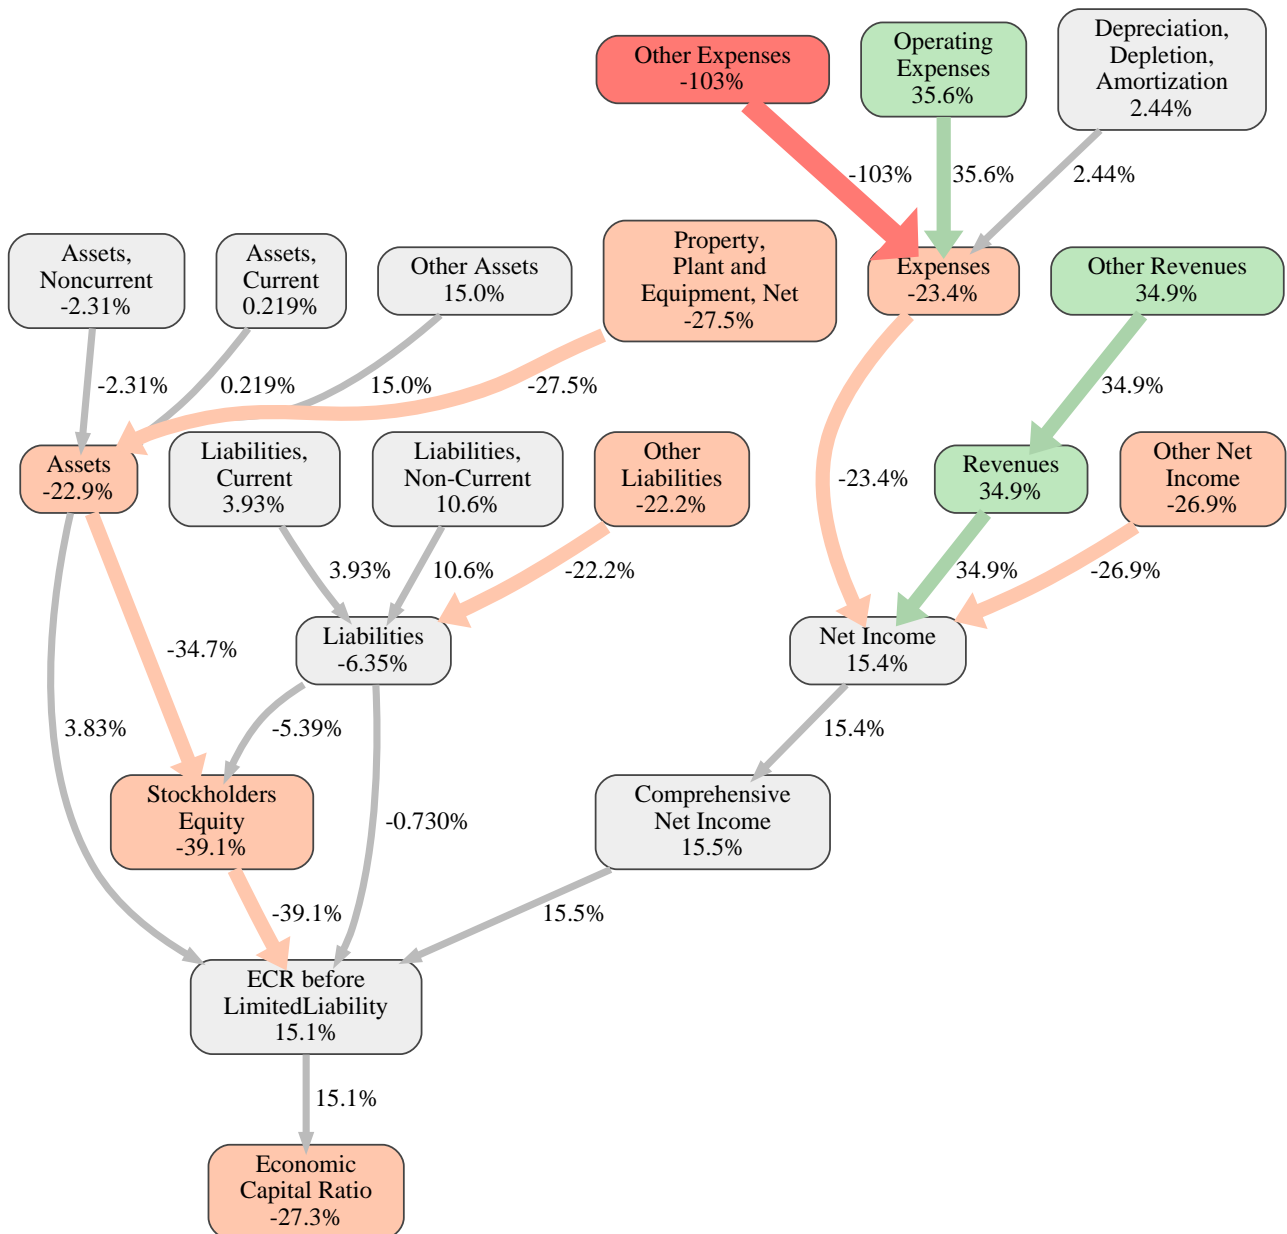 Other Expenses
-103%
Operating
Expenses
35.6%
Depreciation,
Depletion,
Amortization
2.44%
-103%
35.6%
2.44%
Assets,
Noncurrent
-2.31%
Assets,
Current
0.219%
Other Assets
15.0%
Property,
Plant and
Equipment, Net
-27.5%
Expenses
-23.4%
Other Revenues
34.9%
-2.31%
0.219%
15.0%
-27.5%
34.9%
Assets
-22.9%
Liabilities,
Current
3.93%
Liabilities,
Non-Current
10.6%
Other
Liabilities
-22.2%
-23.4%
Revenues
34.9%
Other Net
Income
-26.9%
3.93%
10.6%
-22.2%
34.9%
-26.9%
-34.7%
Liabilities
-6.35%
Net Income
15.4%
3.83%
-5.39%
15.4%
Stockholders
Equity
-39.1%
-0.730%
Comprehensive
Net Income
15.5%
-39.1%
15.5%
ECR before
LimitedLiability
15.1%
15.1%
Economic
Capital Ratio
-27.3%